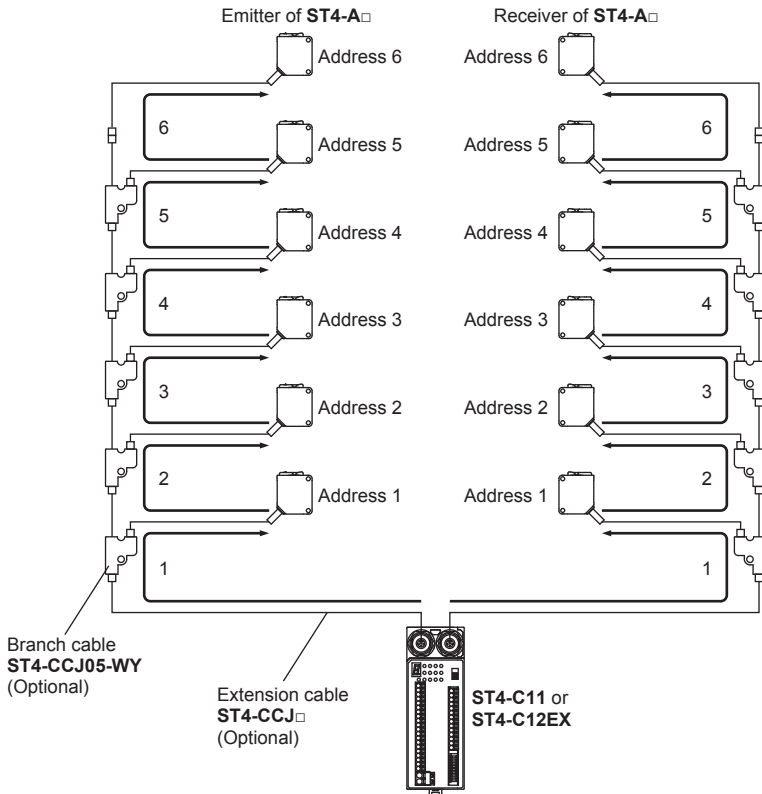 Emitter of ST4-A□ Receiver of ST4-A□
Address 6 Address 6
6 6
Address 5 Address 5
5 5
Address 4 Address 4
4 4
Address 3 Address 3
3 3
Address 2 Address 2
2 2
Address 1 Address 1
1 1
Branch cable
ST4-CCJ05-WY
(Optional)
Extension cable
ST4-CCJ□
(Optional)
ST4-C11 or
ST4-C12EX